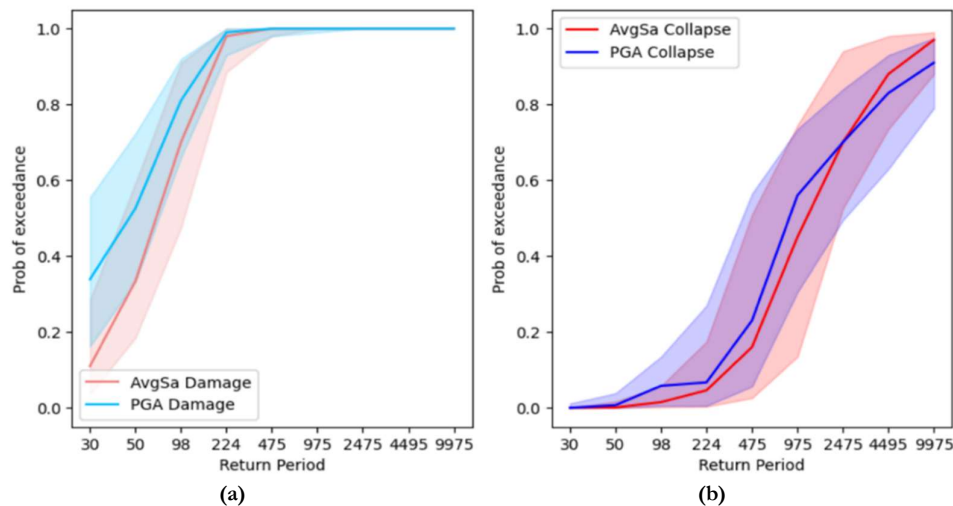 1.0
0.8
0.6
0.4
0.2
0.0
Prob of exceedance
AvgSa Damage
PGA Damage
30 50 98 224 475 975 2475 4495 9975
Return Period
(a)
1.0
0.8
0.6
0.4
0.2
0.0
Prob of exceedance
AvgSa Collapse
PGA Collapse
30 50 98 224 475 975 2475 4495 9975
Return Period
(b)